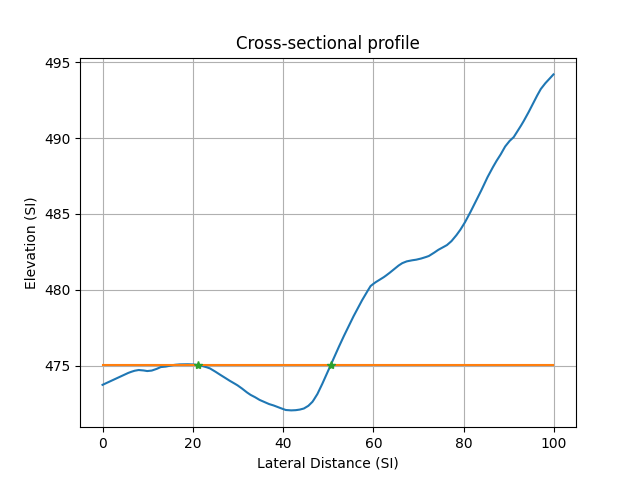 Cross-sectional profile
495
490
485
480
475
Elevation (SI)
0 20 40 60 80 100
Lateral Distance (SI)